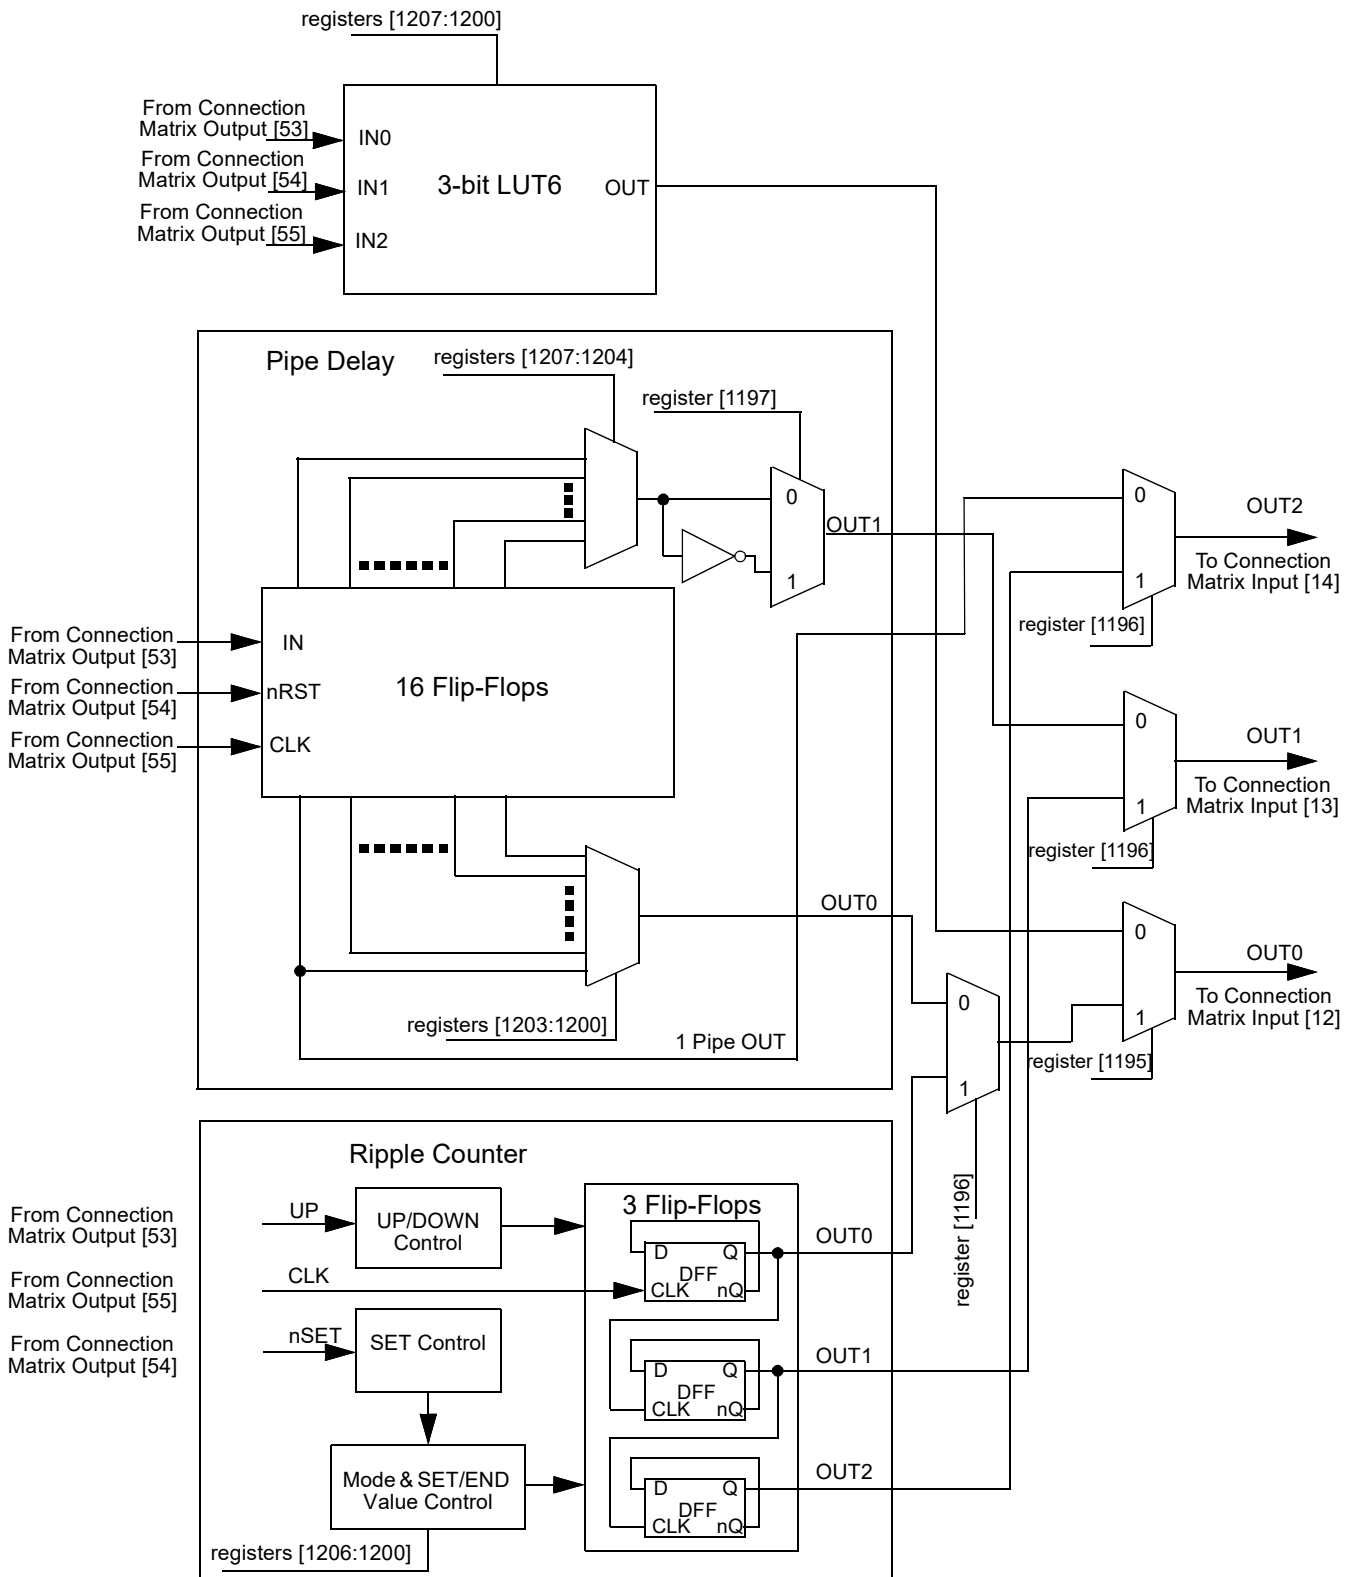 registers [1207:1200]
From Connection
Matrix Output [53]
IN0
From Connection
Matrix Output [54]
IN1
3-bit LUT6
OUT
From Connection
Matrix Output [55]
IN2
Pipe Delay
registers [1207:1204]
register [1197]
0
OUT1
1
0
OUT2
To Connection
Matrix Input [14]
1
register [1196]
From Connection
Matrix Output [53]
IN
From Connection
Matrix Output [54]
nRST
16 Flip-Flops
From Connection
Matrix Output [55]
CLK
0
OUT1
To Connection
Matrix Input [13]
1
register [1196]
OUT0
registers [1203:1200]
1 Pipe OUT
0
1
register [1196]
0
OUT0
To Connection
Matrix Input [12]
1
register [1195]
Ripple Counter
From Connection
Matrix Output [53]
UP
UP/DOWN
Control
3 Flip-Flops
D
Q
DFF
CLK
nQ
OUT0
From Connection
Matrix Output [55]
CLK
From Connection
Matrix Output [54]
nSET
SET Control
D
Q
DFF
CLK
nQ
OUT1
Mode & SET/END
Value Control
D
Q
DFF
CLK
nQ
OUT2
registers [1206:1200]